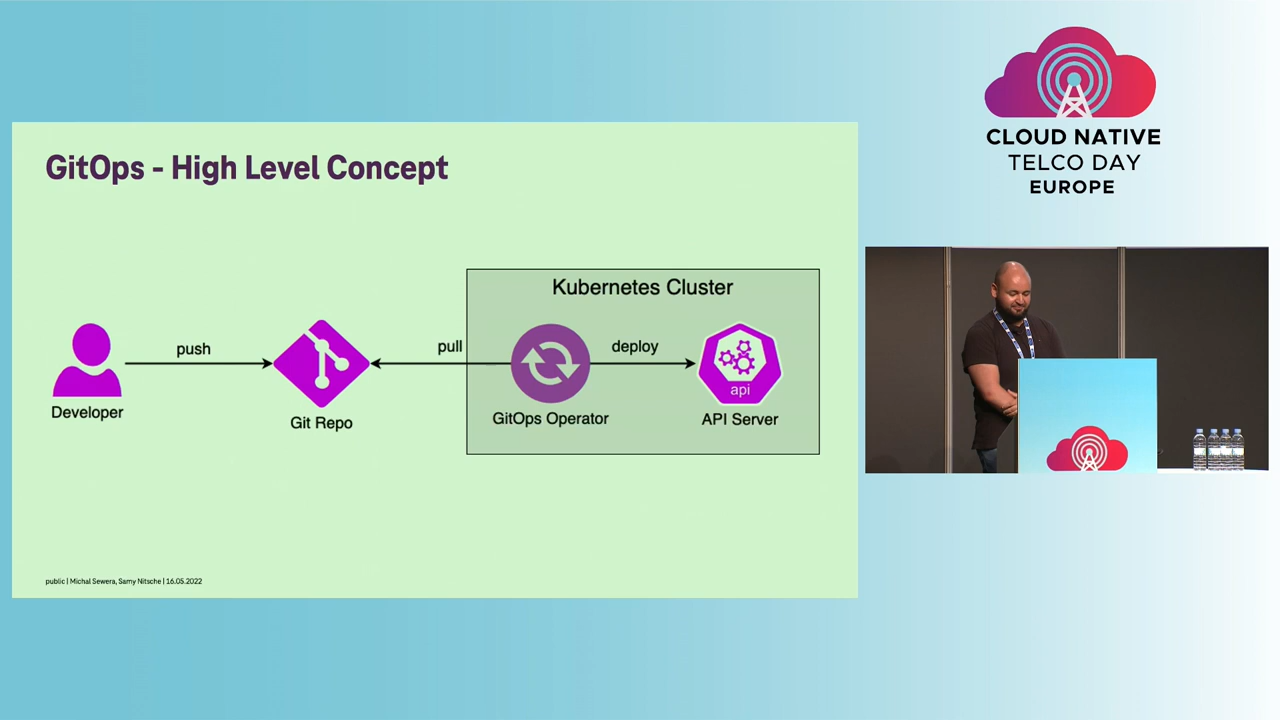 GitOps - High Level Concept
Kubernetes Cluster
push
pull
deploy
api
Developer
Git Repo
GitOps Operator
API Server
public | Michal Sewera, Samy Nitsche | 16.05.2022
CLOUD NATIVE
TELCO DAY
EUROPE